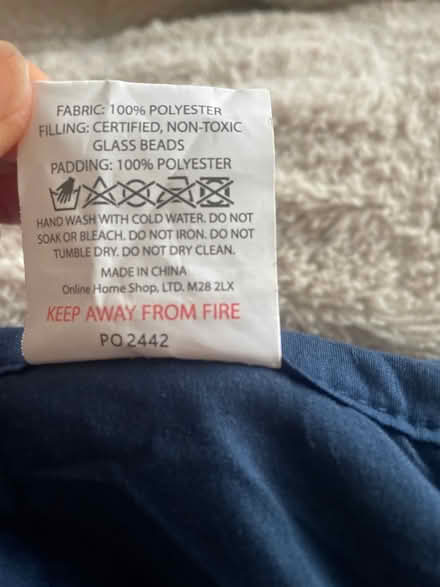 FABRIC: 100% POLYESTER
FILLING: CERTIFIED, NON-TOXIC
GLASS BEADS
PADDING: 100% POLYESTER
HAND WASH WITH COLD WATER. DO NOT
SOAK OR BLEACH. DO NOT IRON. DO NOT
TUMBLE DRY. DO NOT DRY CLEAN.
MADE IN CHINA
Online Home Shop, LTD. M28 2LX
KEEP AWAY FROM FIRE
PO 2442